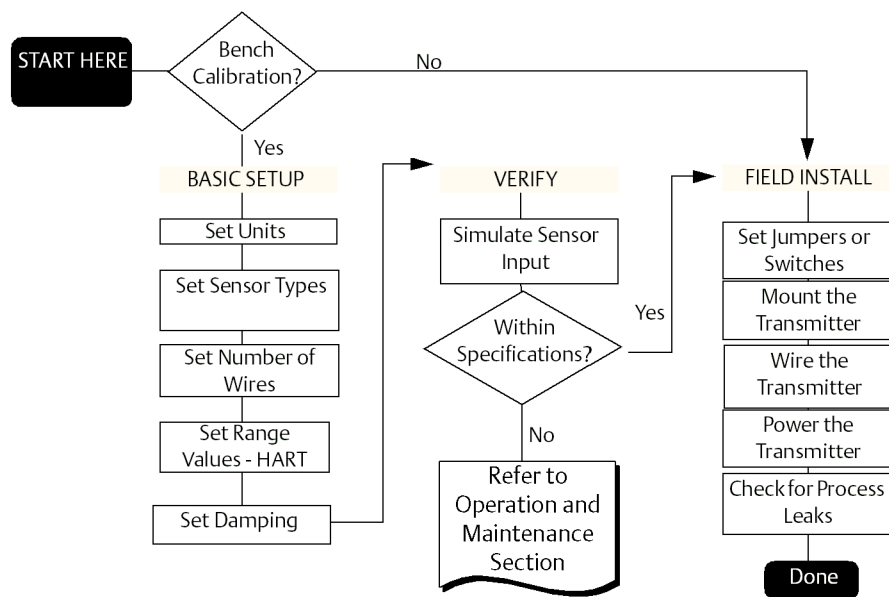 START HERE
Bench
Calibration?
No
Yes
BASIC SETUP
Set Units
Set Sensor Types
Set Number of
Wires
Set Range
Values - HART
Set Damping
VERIFY
Simulate Sensor
Input
Within
Specifications?
Yes
No
Refer to
Operation and
Maintenance
Section
FIELD INSTALL
Set Jumpers or
Switches
Mount the
Transmitter
Wire the
Transmitter
Power the
Transmitter
Check for Process
Leaks
Done